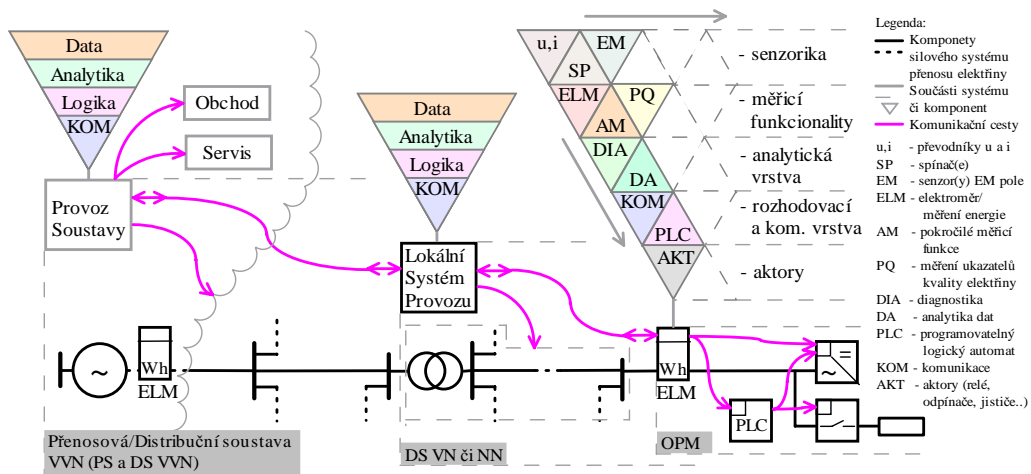 Data
Analytika
Logika
KOM
Obchod
Servis
Provoz
Soustavy
Data
Analytika
Logika
KOM
Lokální
Systém
Provozu
u,i
EM
SP
ELM
PQ
AM
DIA
DA
KOM
PLC
AKT
- senzorika
- měřicí
funkcionality
- analytická
vrstva
- rozhodovací
a kom. vrstva
- aktory
~
Wh
ELM
Wh
ELM
PLC
=
~
Přenosová/Distribuční soustava
VVN (PS a DS VVN)
DS VN či NN
OPM
Legenda:
Komponety
silového systému
přenosu elektřiny
Součásti systému
či komponent
Komunikační cesty
u,i - převodníky u a i
SP - spínač(e)
EM - senzor(y) EM pole
ELM - elektroměr/
měření energie
AM - pokročilé měřicí
funkce
PQ - měření ukazatelů
kvality elektřiny
DIA - diagnostika
DA - analytika dat
PLC - programovatelný
logický automat
KOM - komunikace
AKT - aktory (relé,
odpínače, jističe..)